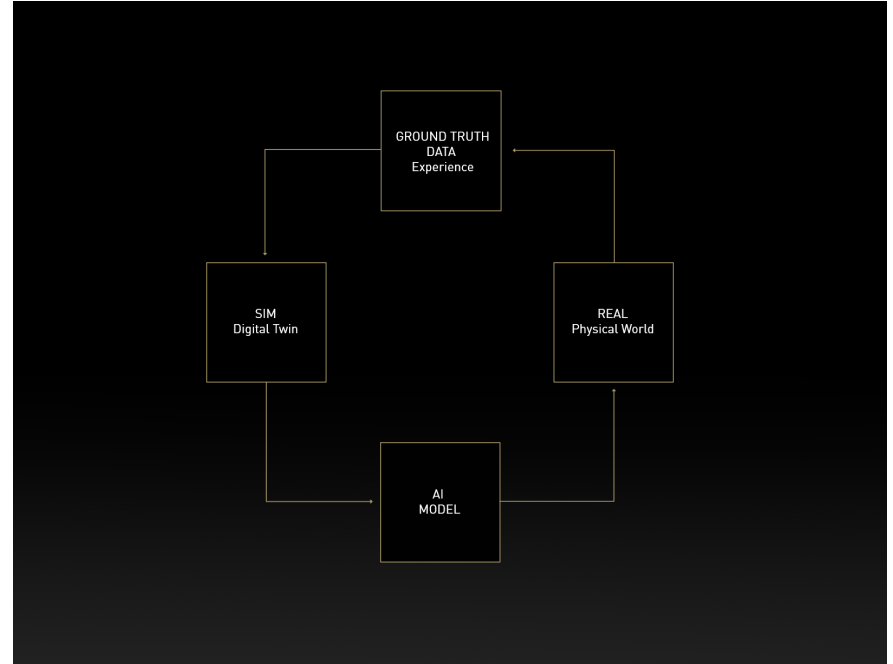 GROUND TRUTH
DATA
Experience
SIM
Digital Twin
REAL
Physical World
AI
MODEL